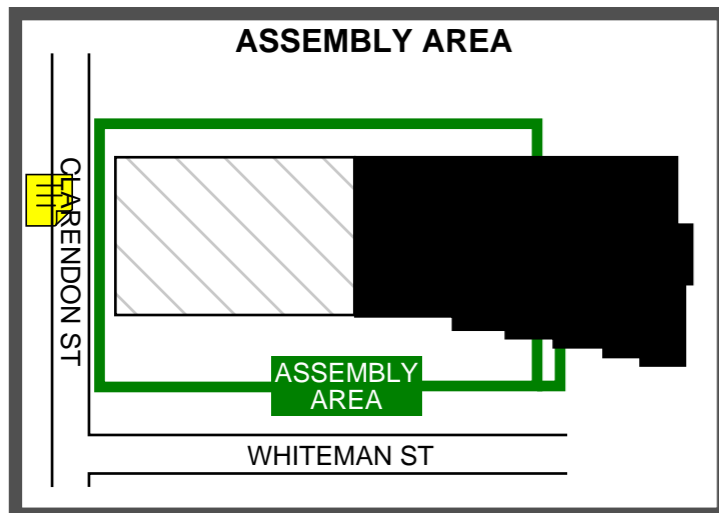 ASSEMBLY AREA
CLARENDON ST
ASSEMBLY
AREA
WHITEMAN ST